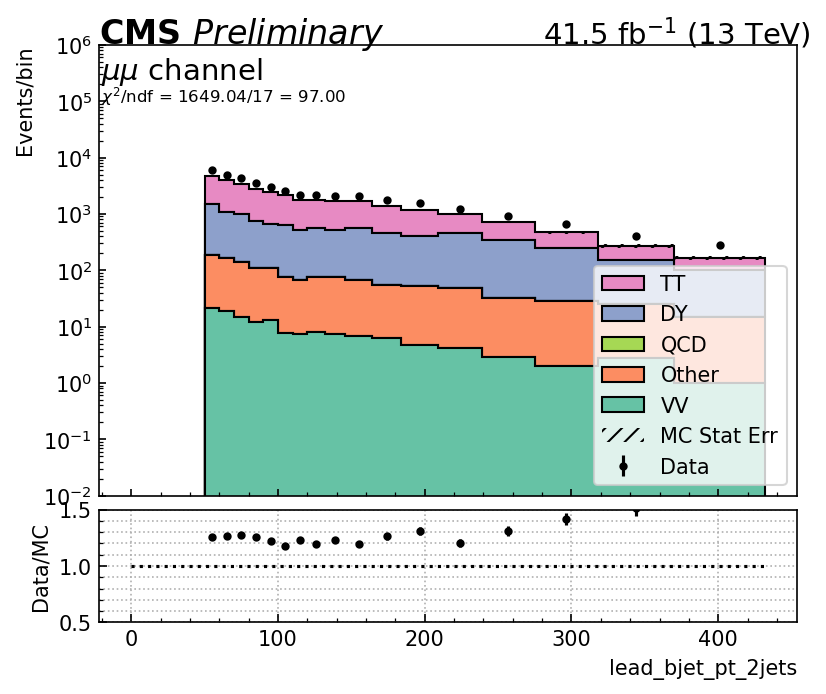 CMS Preliminary 41.5 fb⁻¹ (13 TeV)
μμ channel
χ²/ndf = 1649.04/17 = 97.00
Events/bin
10⁶
10⁵
10⁴
10³
10²
10¹
10⁰
10⁻¹
10⁻²
TT
DY
QCD
Other
VV
MC Stat Err
Data
Data/MC
1.5
1.0
0.5
0 100 200 300 400
lead_bjet_pt_2jets